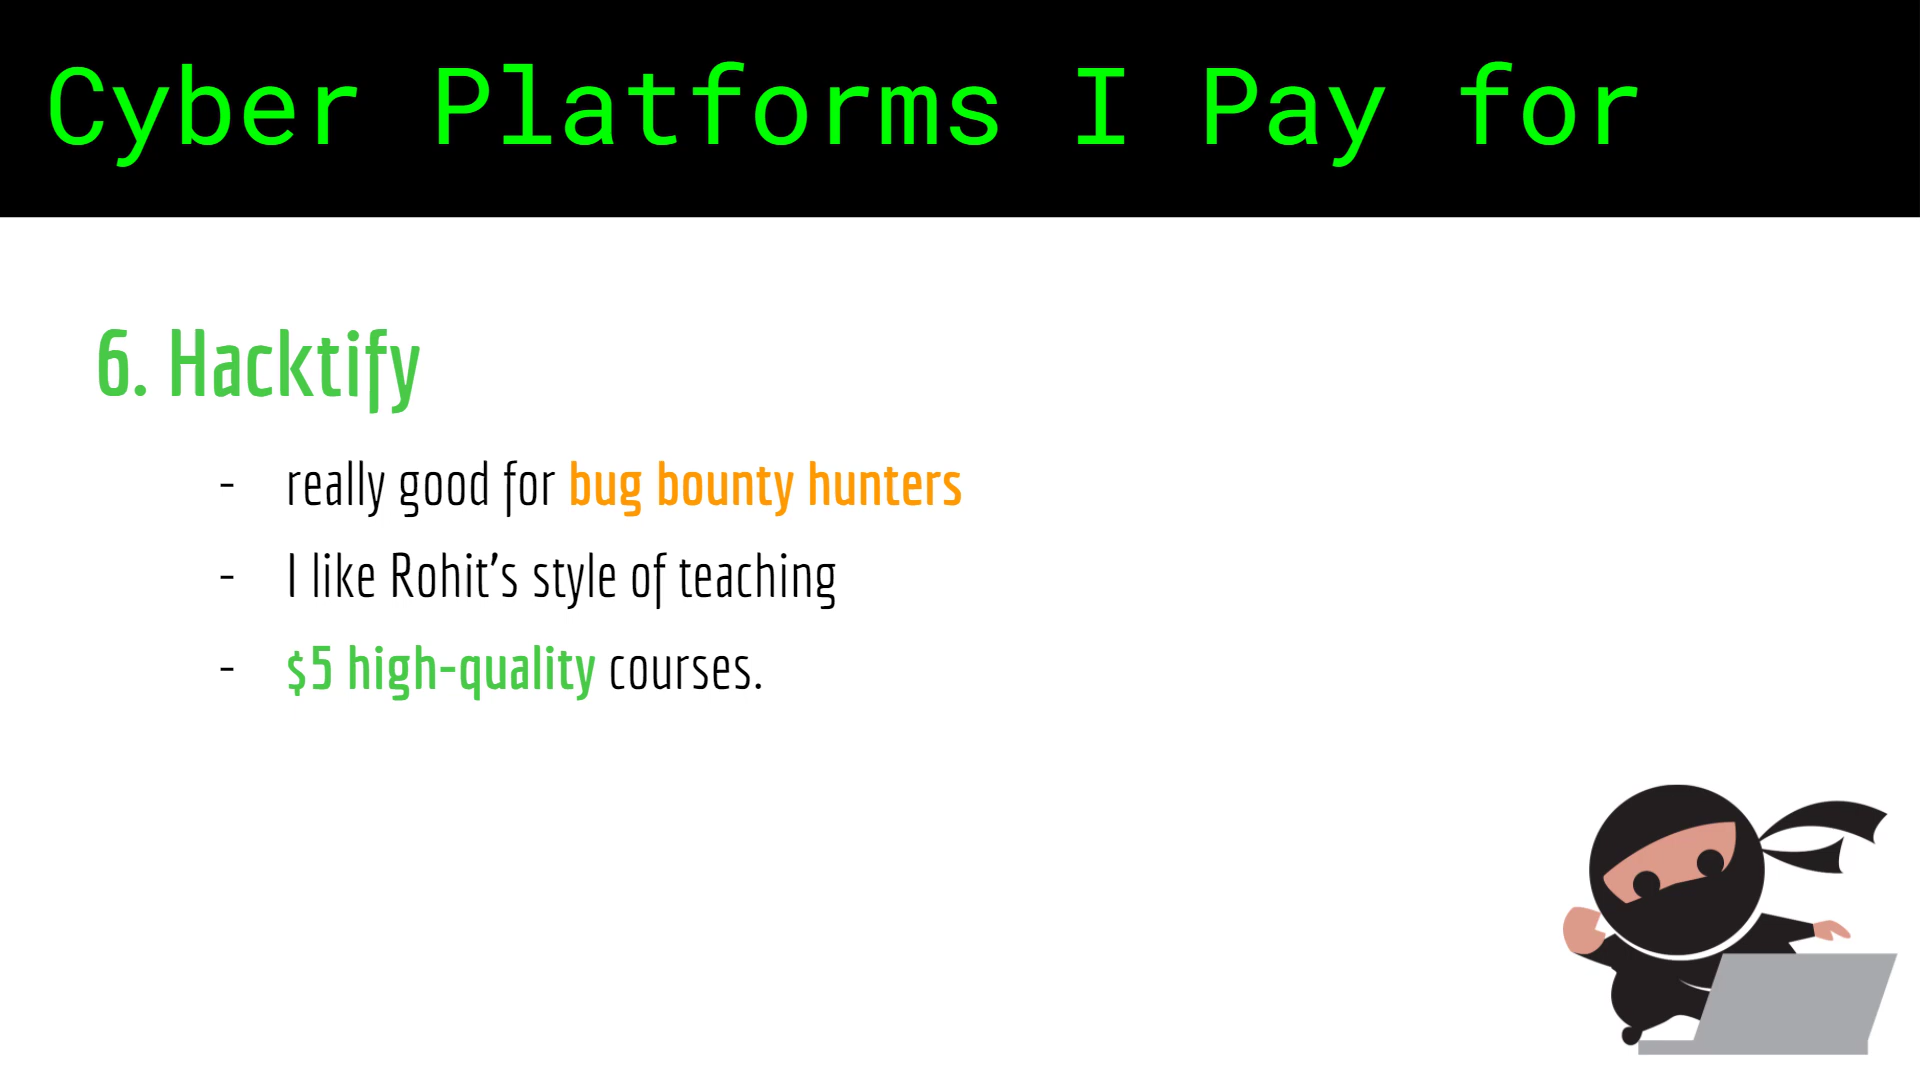 Cyber Platforms I Pay for
6. Hacktify
- really good for bug bounty hunters
- I like Rohit’s style of teaching
- $5 high-quality courses.